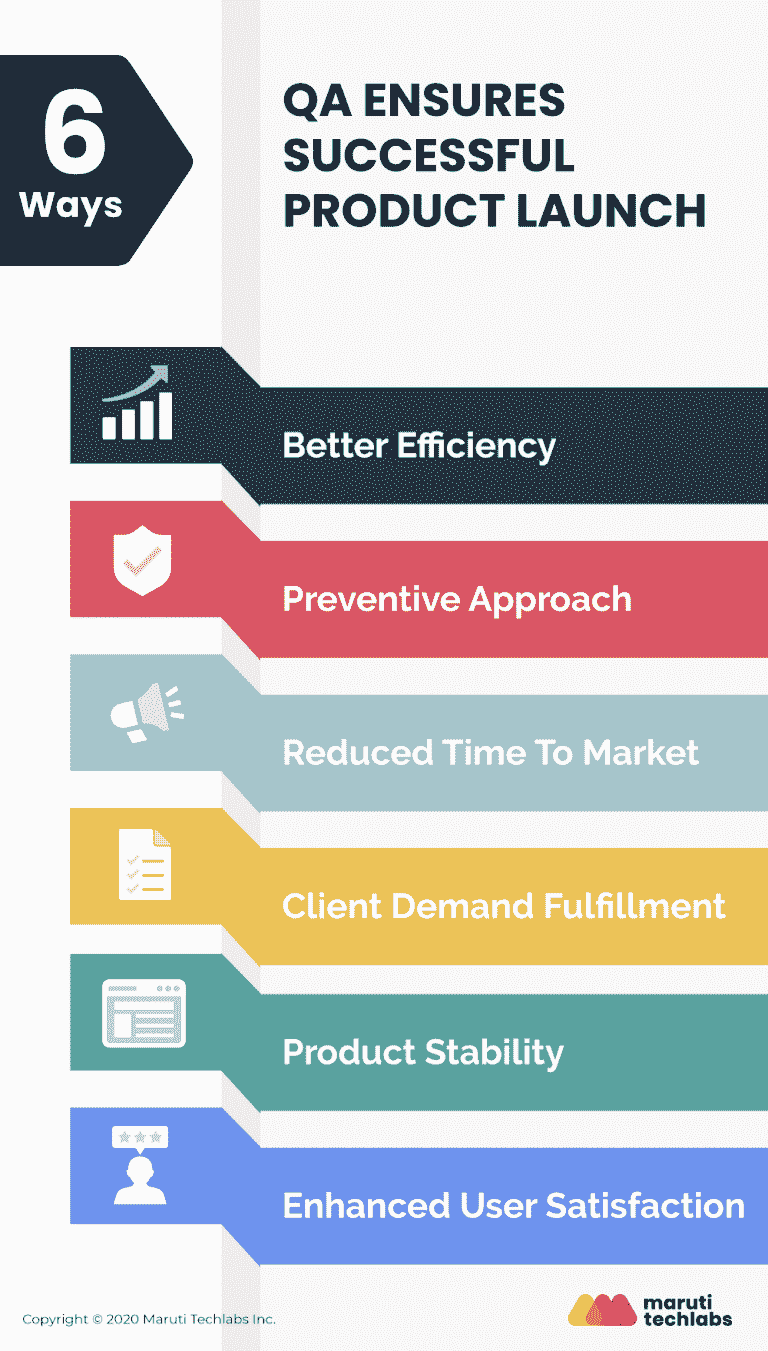 6
Ways
QA ENSURES
SUCCESSFUL
PRODUCT LAUNCH
Better Efficiency
Preventive Approach
Reduced Time To Market
Client Demand Fulfillment
Product Stability
Enhanced User Satisfaction
Copyright © 2020 Maruti Techlabs Inc.
maruti
techlabs